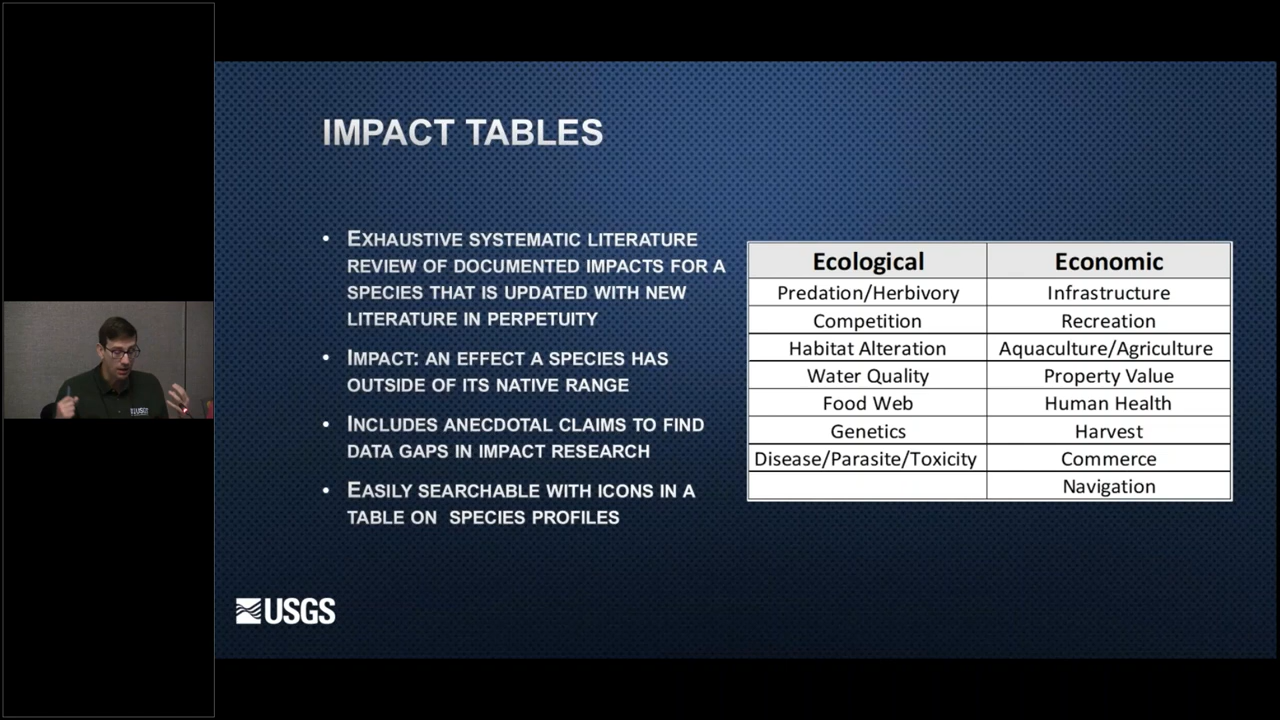 IMPACT TABLES
• EXHAUSTIVE SYSTEMATIC LITERATURE
REVIEW OF DOCUMENTED IMPACTS FOR A
SPECIES THAT IS UPDATED WITH NEW
LITERATURE IN PERPETUITY
• IMPACT: AN EFFECT A SPECIES HAS
OUTSIDE OF ITS NATIVE RANGE
• INCLUDES ANECDOTAL CLAIMS TO FIND
DATA GAPS IN IMPACT RESEARCH
• EASILY SEARCHABLE WITH ICONS IN A
TABLE ON SPECIES PROFILES
Ecological Economic
Predation/Herbivory Infrastructure
Competition Recreation
Habitat Alteration Aquaculture/Agriculture
Water Quality Property Value
Food Web Human Health
Genetics Harvest
Disease/Parasite/Toxicity Commerce
Navigation
USGS
USGS